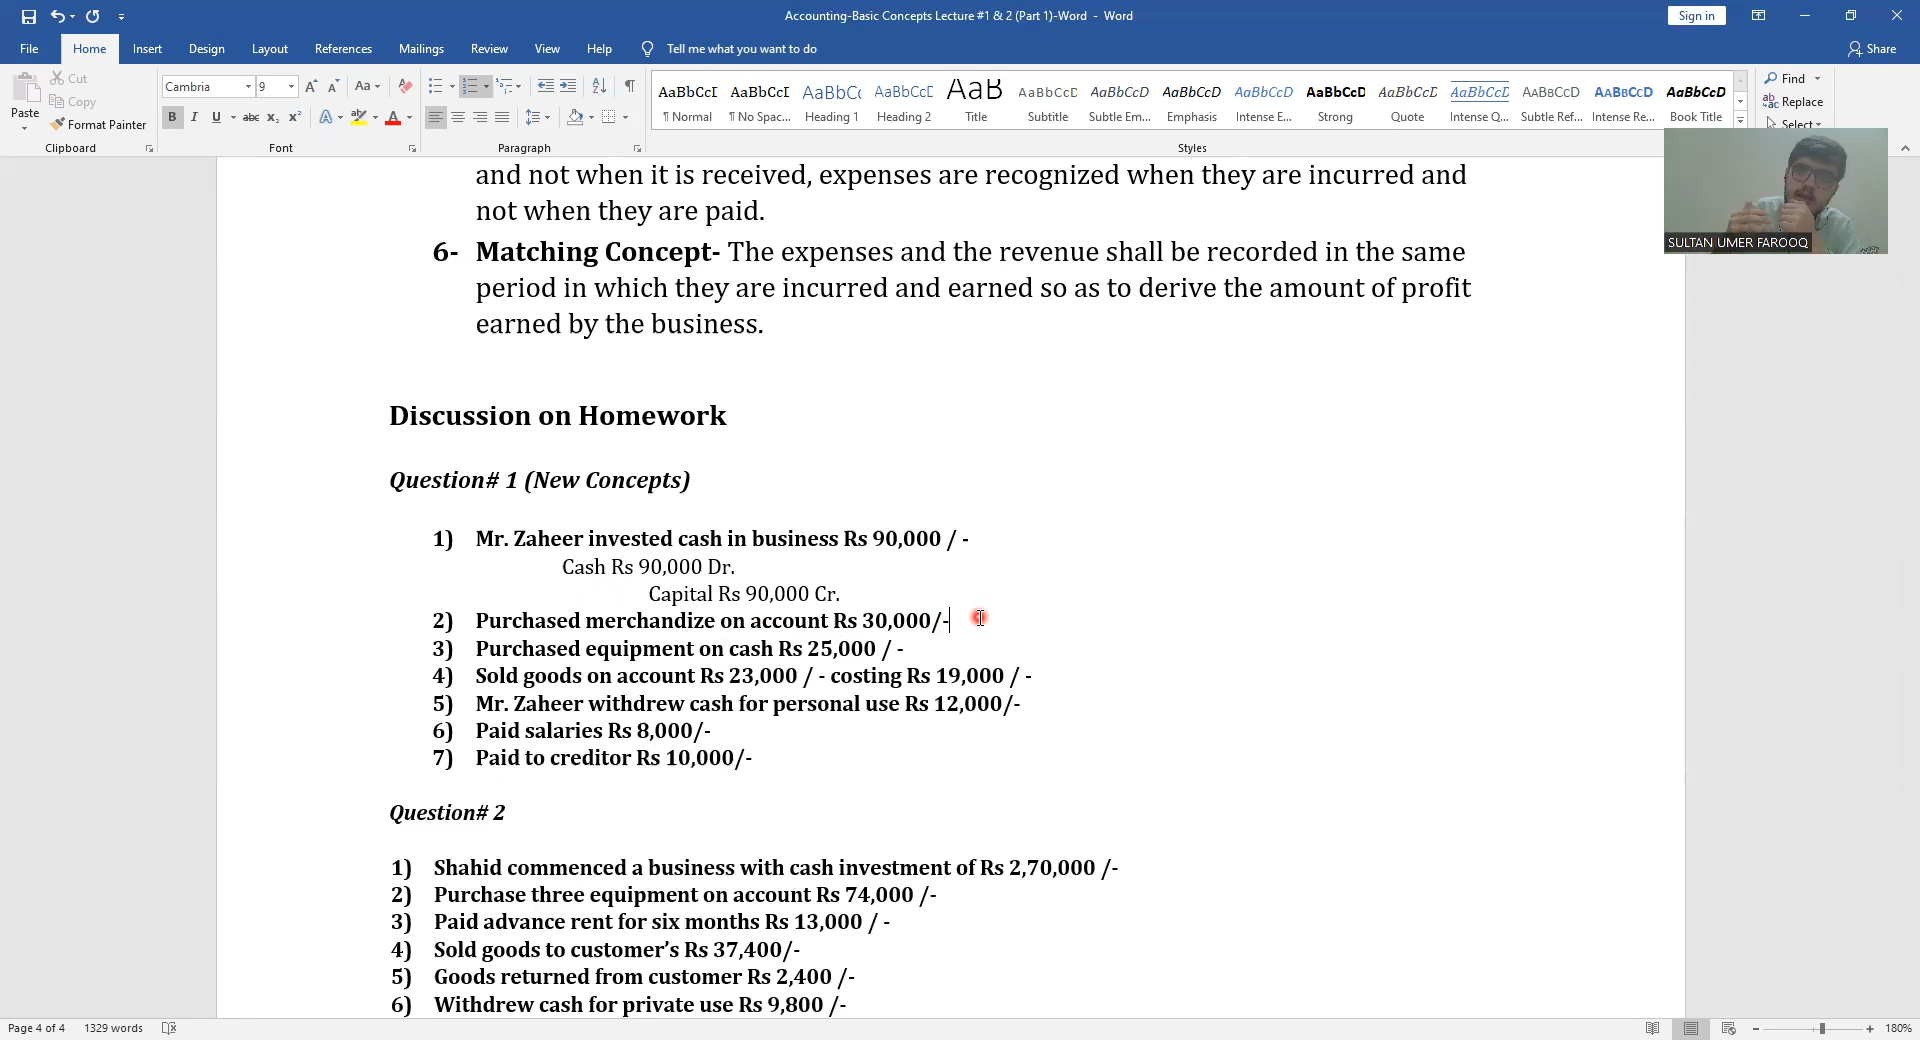 Accounting-Basic Concepts Lecture #1 & 2 (Part 1)-Word - Word
Sign in
File Home Insert Design Layout References Mailings Review View Help Tell me what you want to do Share
Paste
Cut
Copy
Format Painter
Clipboard
Cambria 9
Font
Paragraph
AaBbCcI AaBbCcI AaBbC( AaBbCcE AaB AaBbCcD AaBbCcD AaBbCcD AaBbCcD AaBbCcD AaBbCcD AaBbCcD AABBCCD AABBCCD AaBbCcD
¶ Normal ¶ No Spac... Heading 1 Heading 2 Title Subtitle Subtle Em... Emphasis Intense E... Strong Quote Intense Q... Subtle Ref... Intense Re... Book Title
Styles
Find
Replace
Select
SULTAN UMER FAROOQ
and not when it is received, expenses are recognized when they are incurred and
not when they are paid.
6- Matching Concept- The expenses and the revenue shall be recorded in the same
period in which they are incurred and earned so as to derive the amount of profit
earned by the business.
Discussion on Homework
Question# 1 (New Concepts)
1) Mr. Zaheer invested cash in business Rs 90,000 / -
Cash Rs 90,000 Dr.
Capital Rs 90,000 Cr.
2) Purchased merchandize on account Rs 30,000/-
3) Purchased equipment on cash Rs 25,000 / -
4) Sold goods on account Rs 23,000 / - costing Rs 19,000 / -
5) Mr. Zaheer withdrew cash for personal use Rs 12,000/-
6) Paid salaries Rs 8,000/-
7) Paid to creditor Rs 10,000/-
Question# 2
1) Shahid commenced a business with cash investment of Rs 2,70,000 /-
2) Purchase three equipment on account Rs 74,000 /-
3) Paid advance rent for six months Rs 13,000 / -
4) Sold goods to customer’s Rs 37,400/-
5) Goods returned from customer Rs 2,400 /-
6) Withdrew cash for private use Rs 9,800 /-
Page 4 of 4 1329 words
180%